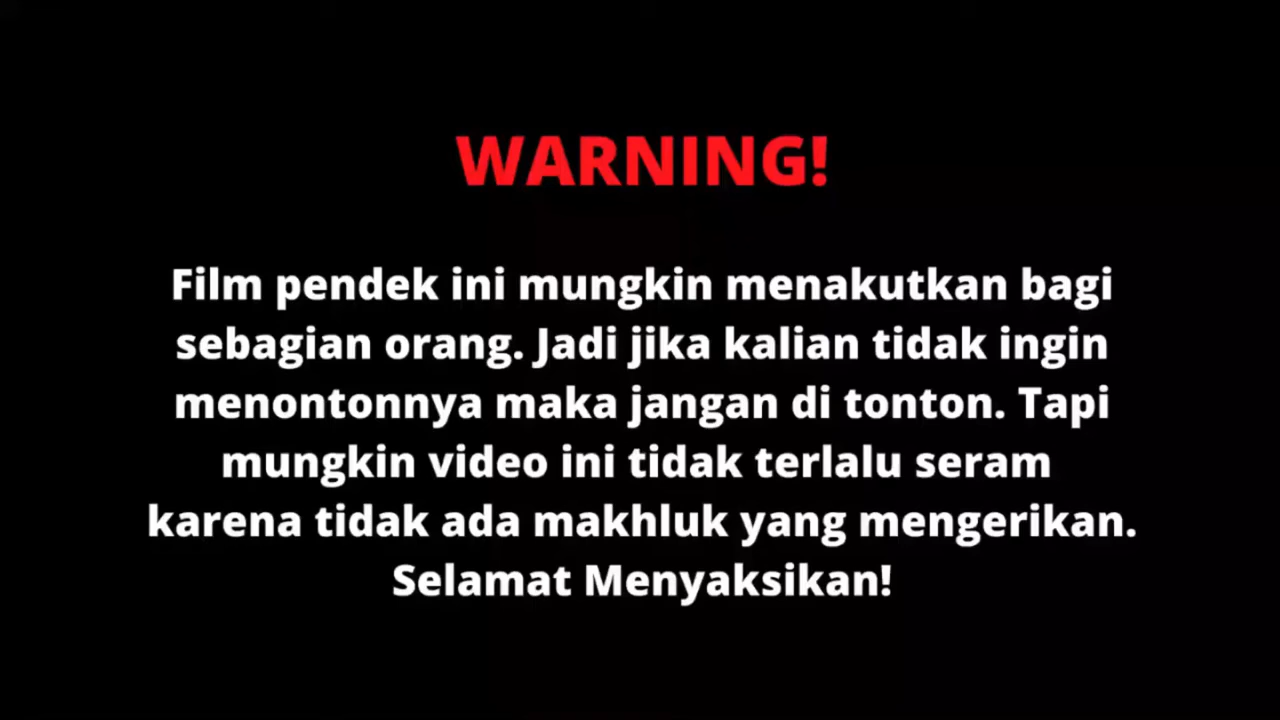 WARNING!
Film pendek ini mungkin menakutkan bagi
sebagian orang. Jadi jika kalian tidak ingin
menontonnya maka jangan di tonton. Tapi
mungkin video ini tidak terlalu seram
karena tidak ada makhluk yang mengerikan.
Selamat Menyaksikan!